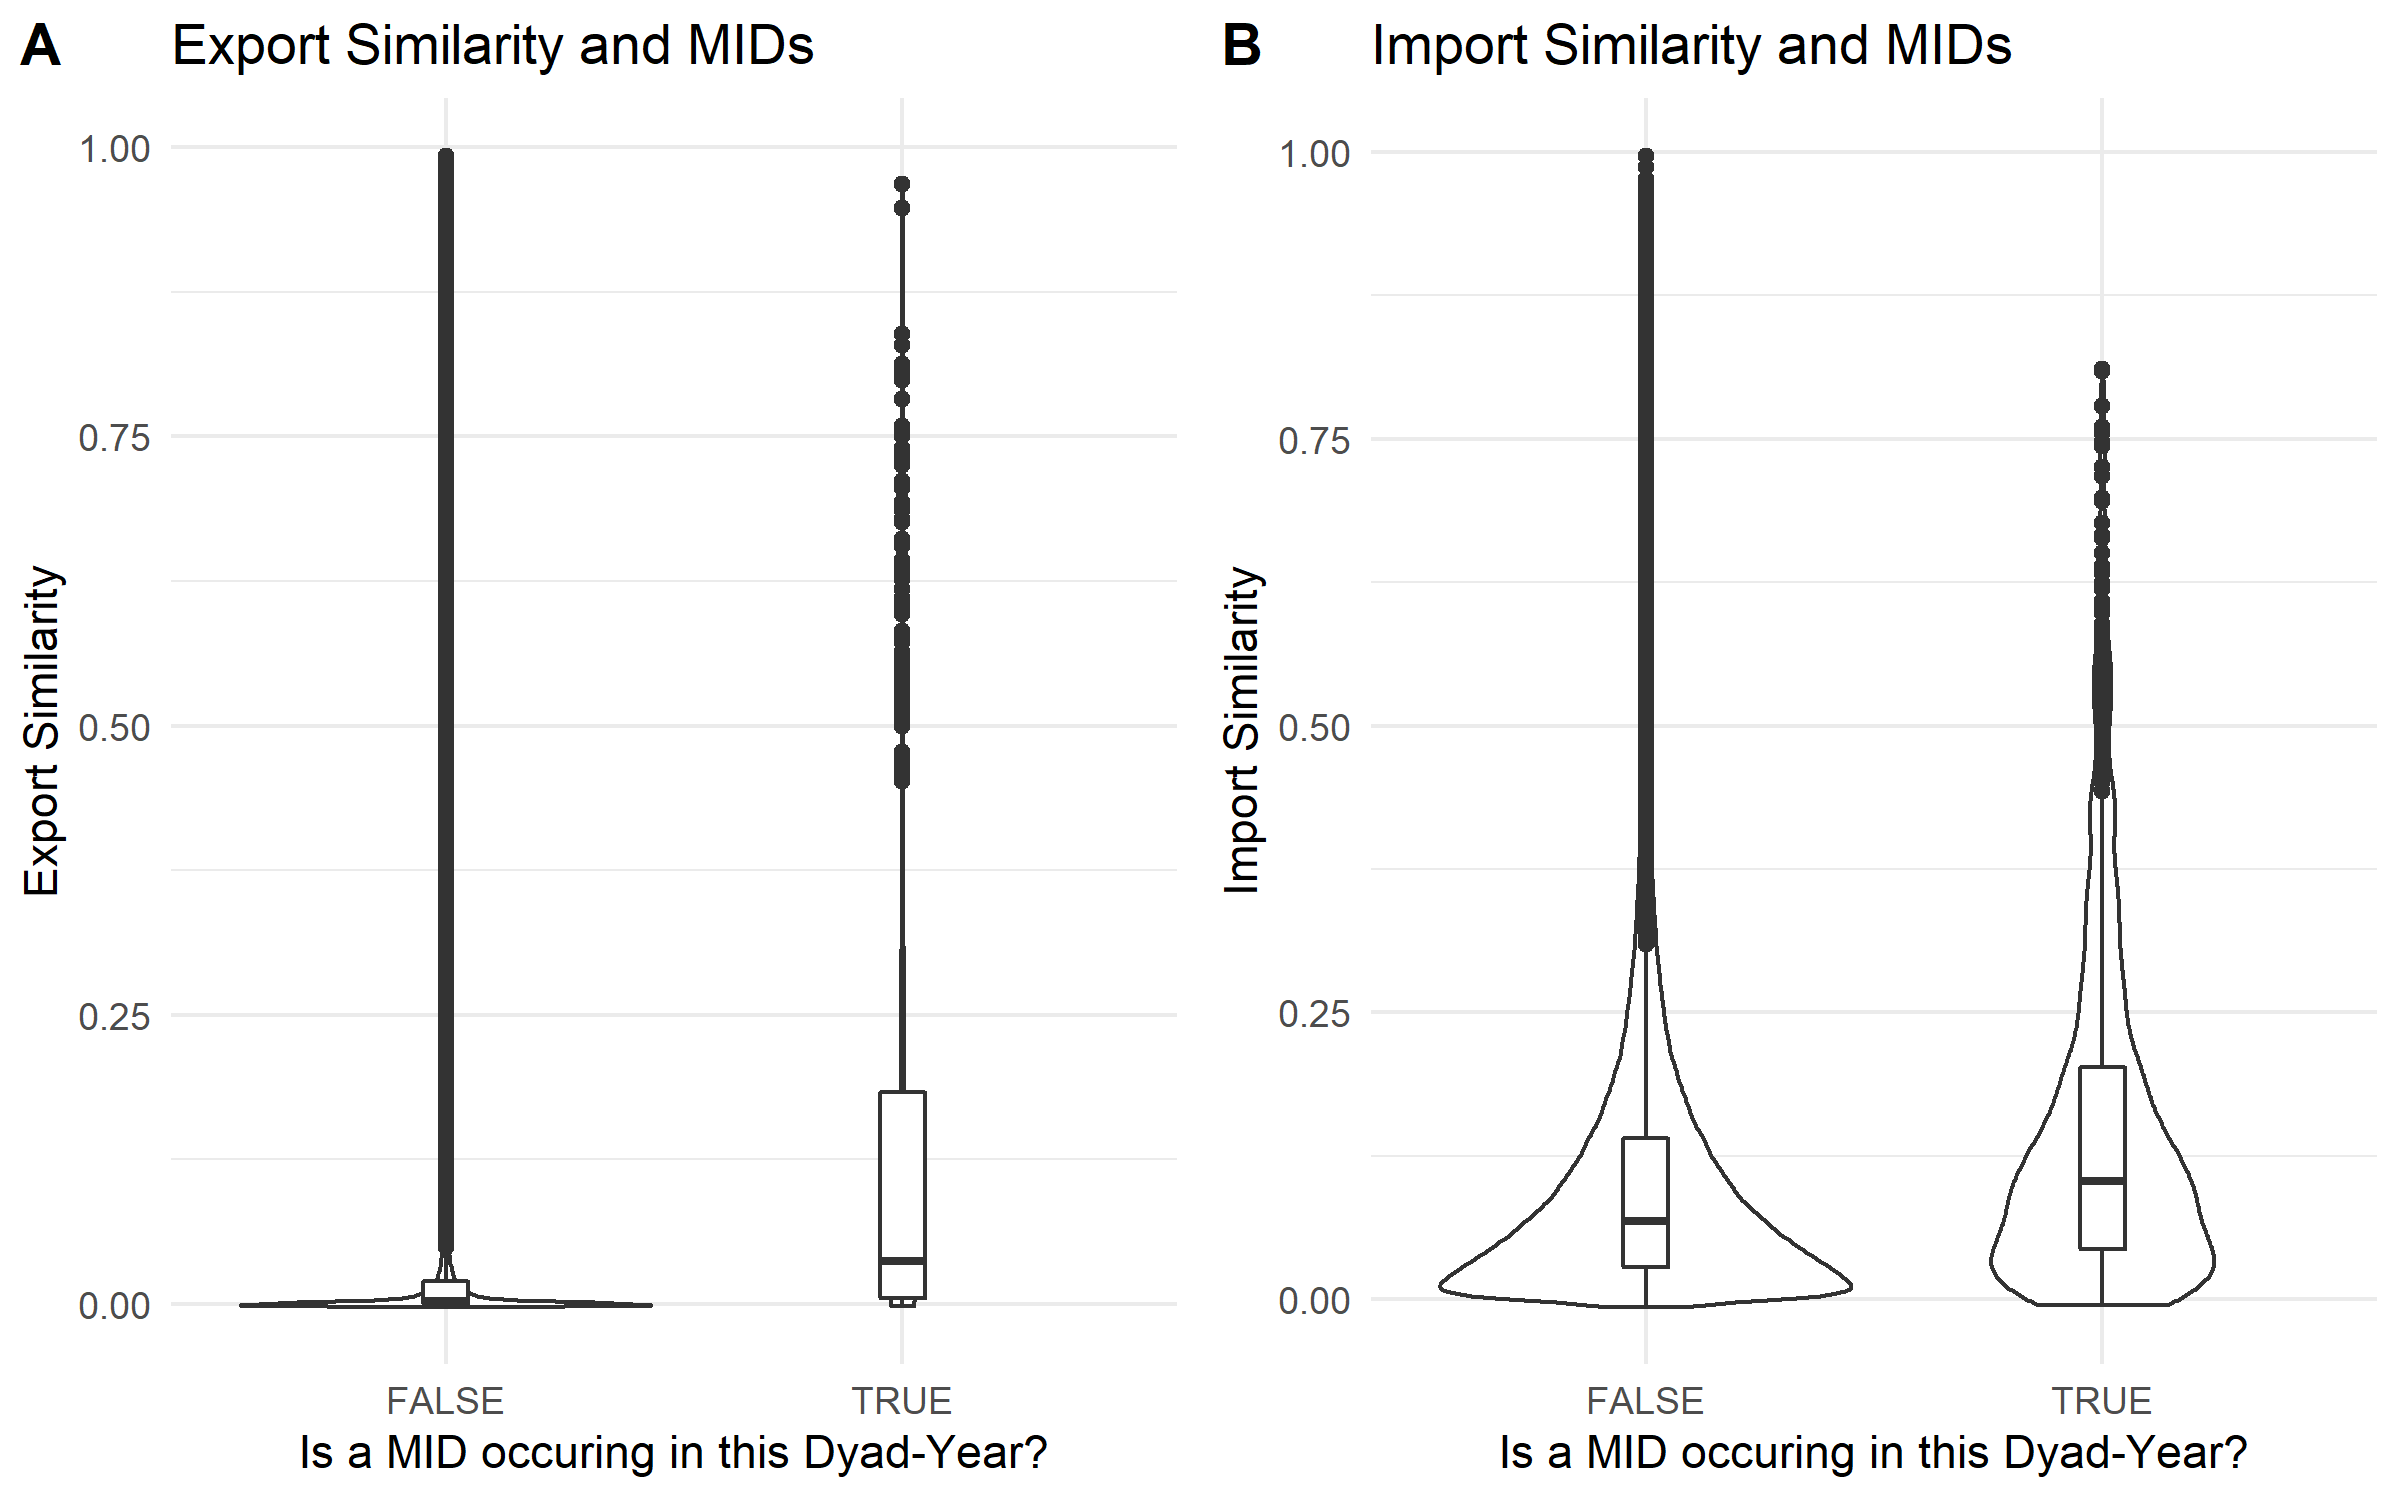 A Export Similarity and MIDs
1.00
0.75
0.50
0.25
0.00
Export Similarity
FALSE TRUE
Is a MID occuring in this Dyad-Year?
B Import Similarity and MIDs
1.00
0.75
0.50
0.25
0.00
Import Similarity
FALSE TRUE
Is a MID occuring in this Dyad-Year?